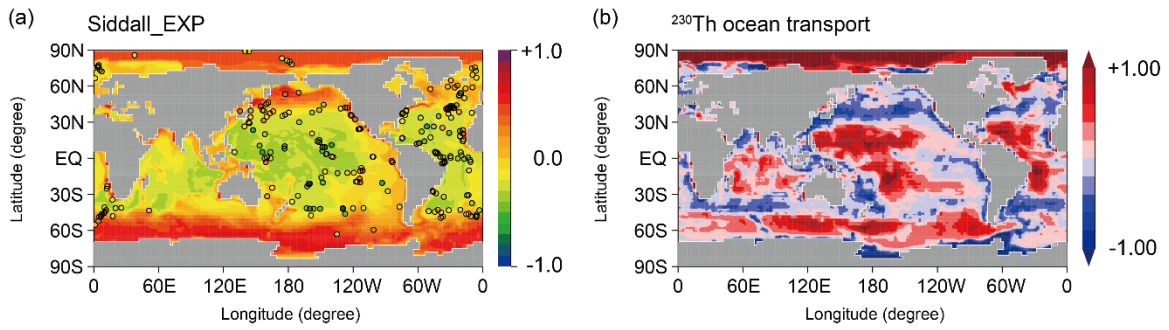 (a) Siddall_EXP
90N
60N
30N
EQ
30S
60S
90S
Latitude (degree)
0 60E 120E 180 120W 60W 0
Longitude (degree)
+1.0
0.0
-1.0
(b) ²³⁰Th ocean transport
90N
60N
30N
EQ
30S
60S
90S
Latitude (degree)
0 60E 120E 180 120W 60W 0
Longitude (degree)
+1.00
-1.00